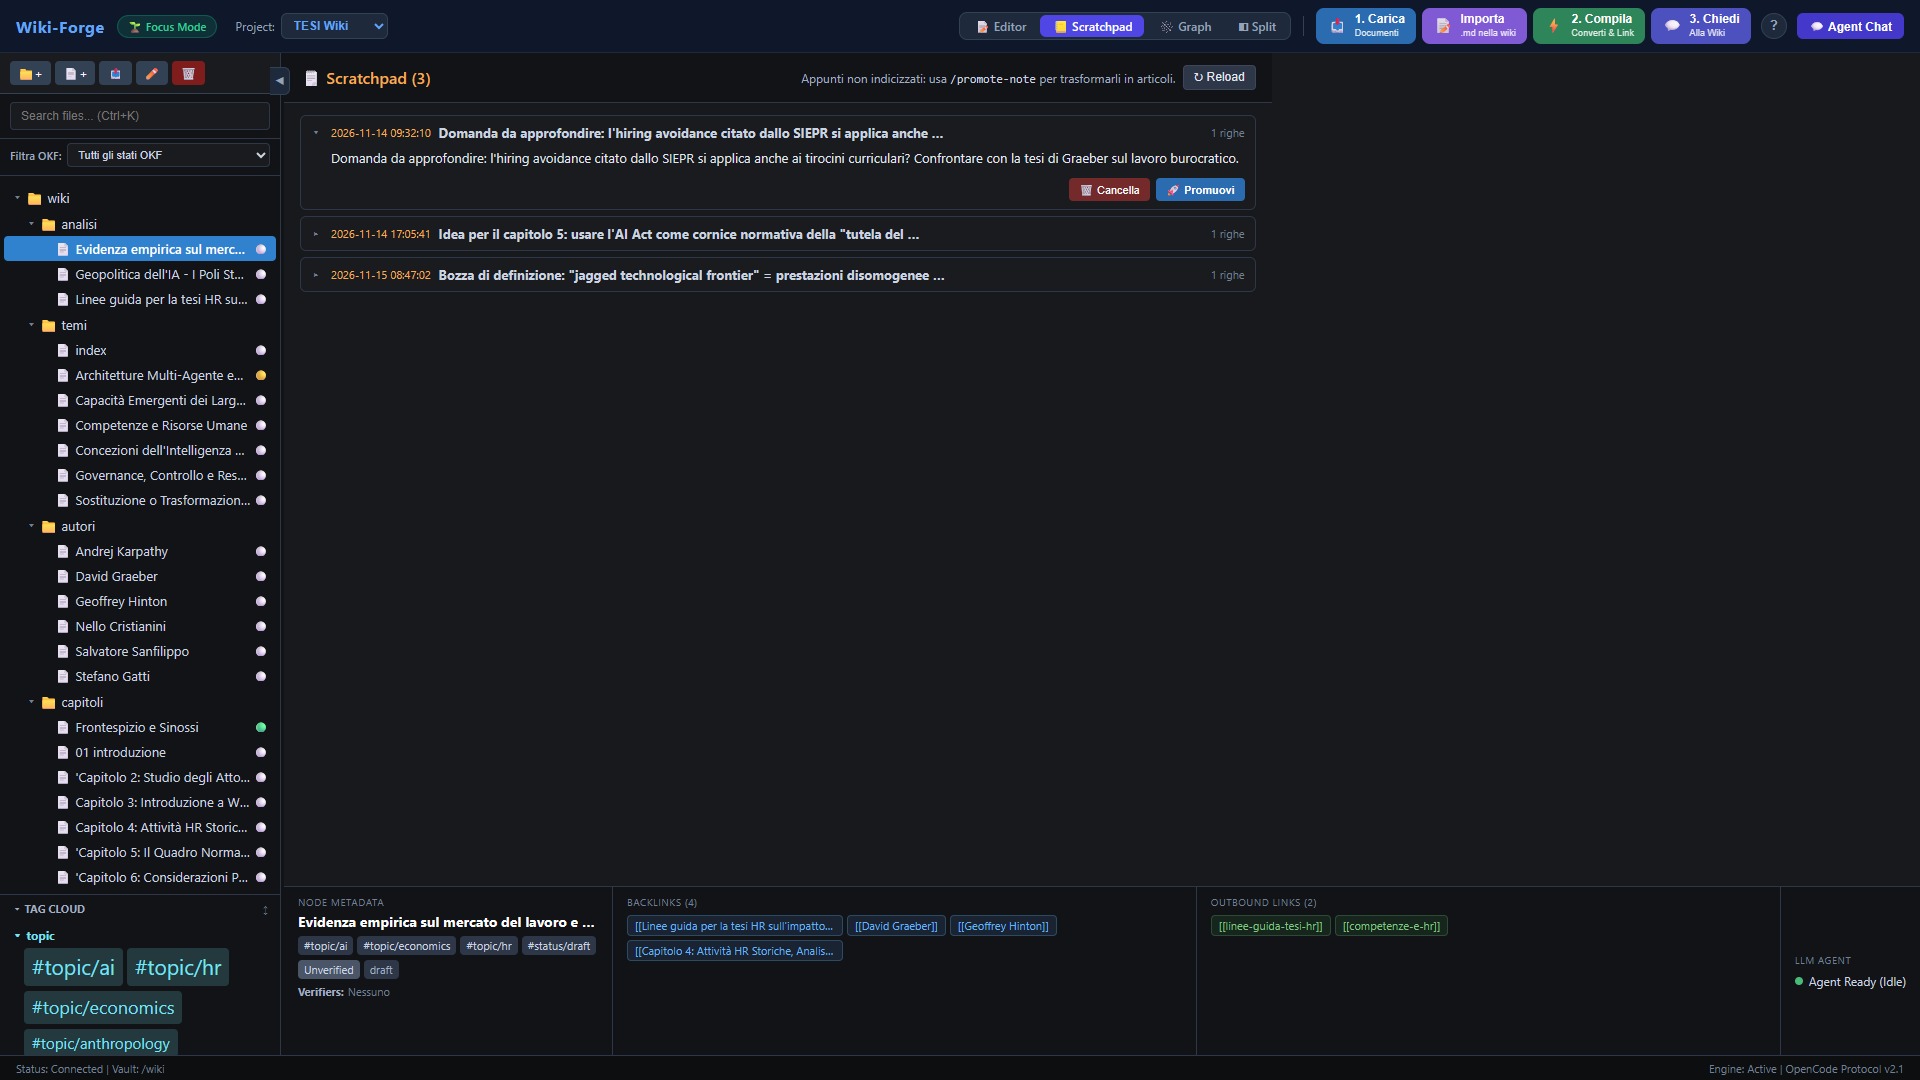 Wiki-Forge
Focus Mode
Project:
TESI Wiki
Editor
Scratchpad
Graph
Split
1. Carica
Documenti
Importa
.md nella wiki
2. Compila
Converti & Link
3. Chiedi
Alla Wiki
?
Agent Chat
+
+
Search files... (Ctrl+K)
Filtra OKF:
Tutti gli stati OKF
wiki
analisi
Evidenza empirica sul merc...
Geopolitica dell'IA - I Poli St...
Linee guida per la tesi HR su...
temi
index
Architetture Multi-Agente e...
Capacità Emergenti dei Larg...
Competenze e Risorse Umane
Concezioni dell'Intelligenza ...
Governance, Controllo e Res...
Sostituzione o Trasformazion...
autori
Andrej Karpathy
David Graeber
Geoffrey Hinton
Nello Cristianini
Salvatore Sanfilippo
Stefano Gatti
capitoli
Frontespizio e Sinossi
01 introduzione
'Capitolo 2: Studio degli Atto...
Capitolo 3: Introduzione a W...
Capitolo 4: Attività HR Storic...
'Capitolo 5: Il Quadro Norma...
'Capitolo 6: Considerazioni P...
TAG CLOUD
topic
#topic/ai
#topic/hr
#topic/economics
#topic/anthropology
Scratchpad (3)
Appunti non indicizzati: usa /promote-note per trasformarli in articoli.
↻ Reload
2026-11-14 09:32:10 Domanda da approfondire: l'hiring avoidance citato dallo SIEPR si applica anche ...
1 righe
Domanda da approfondire: l'hiring avoidance citato dallo SIEPR si applica anche ai tirocini curriculari? Confrontare con la tesi di Graeber sul lavoro burocratico.
Cancella
Promuovi
2026-11-14 17:05:41 Idea per il capitolo 5: usare l'AI Act come cornice normativa della "tutela del ...
1 righe
2026-11-15 08:47:02 Bozza di definizione: "jagged technological frontier" = prestazioni disomogenee ...
1 righe
NODE METADATA
Evidenza empirica sul mercato del lavoro e ...
#topic/ai
#topic/economics
#topic/hr
#status/draft
Unverified
draft
Verifiers: Nessuno
BACKLINKS (4)
[[Linee guida per la tesi HR sull'impatto...
[[David Graeber]]
[[Geoffrey Hinton]]
[[Capitolo 4: Attività HR Storiche, Analis...
OUTBOUND LINKS (2)
[[linee-guida-tesi-hr]]
[[competenze-e-hr]]
LLM AGENT
Agent Ready (Idle)
Status: Connected | Vault: /wiki
Engine: Active | OpenCode Protocol v2.1